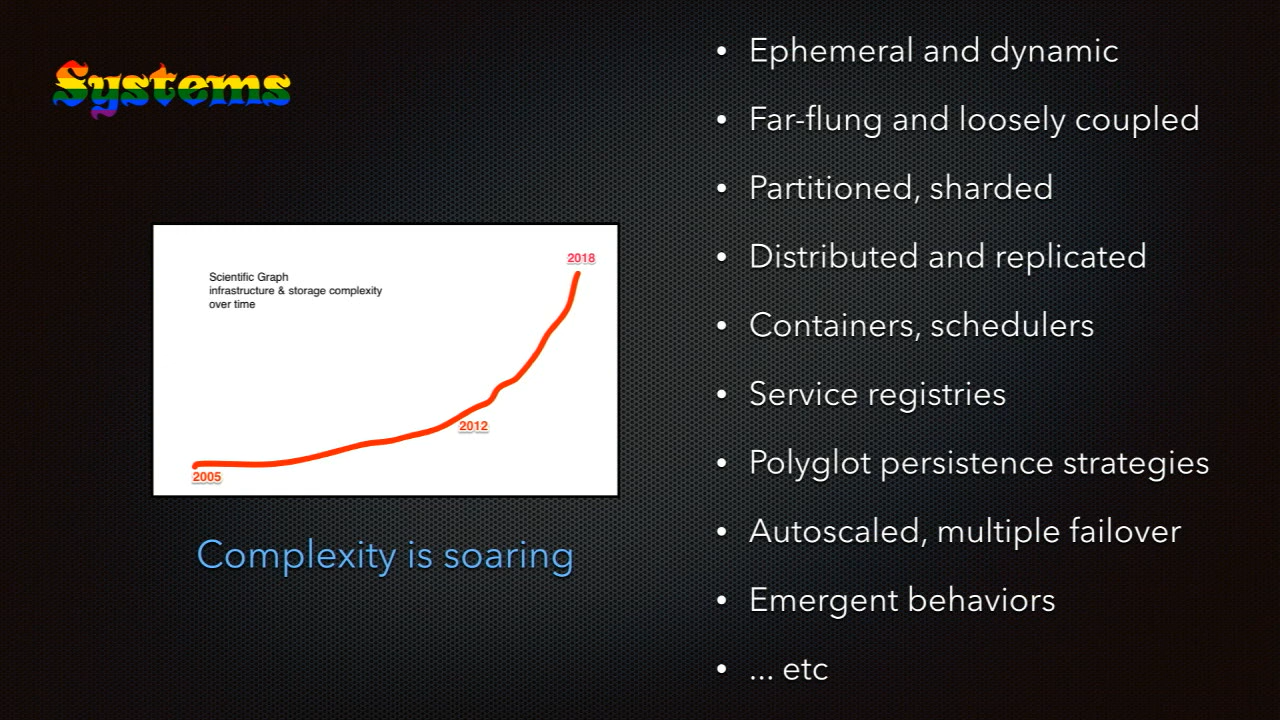 Systems
Scientific Graph
infrastructure & storage complexity
over time
2018
2012
2005
Complexity is soaring
• Ephemeral and dynamic
• Far-flung and loosely coupled
• Partitioned, sharded
• Distributed and replicated
• Containers, schedulers
• Service registries
• Polyglot persistence strategies
• Autoscaled, multiple failover
• Emergent behaviors
• ... etc